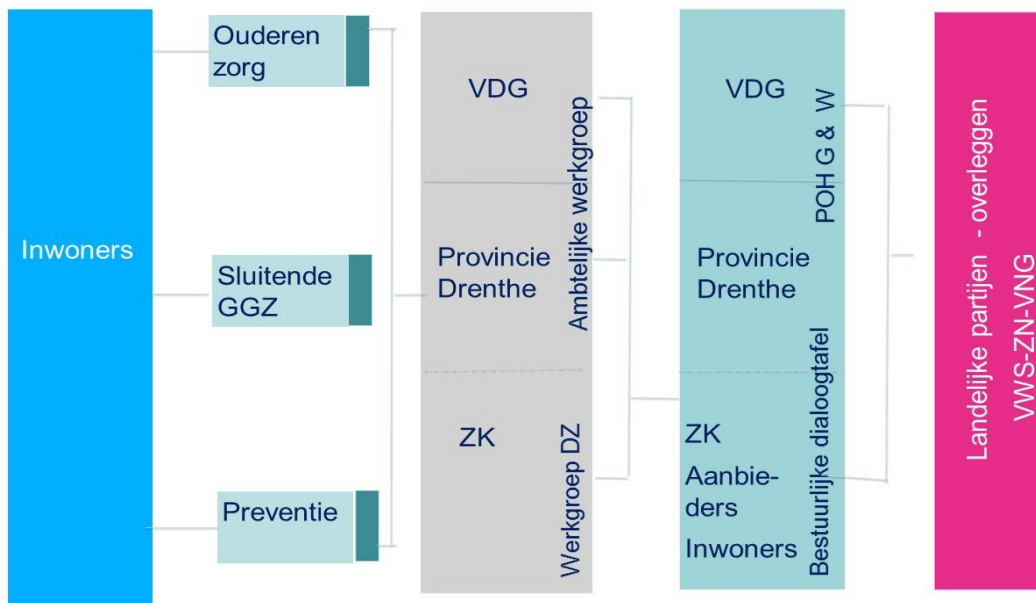 Inwoners
Ouderen
zorg
Sluitende
GGZ
Preventie
VDG
Provincie
Drenthe
ZK
Ambtelijke werkgroep
Werkgroep DZ
VDG
Provincie
Drenthe
ZK
Aanbie-
ders
Inwoners
POH G & W
Bestuurlijke dialoogtafel
Landelijke partijen - overleggen
VWS-ZN-VNG